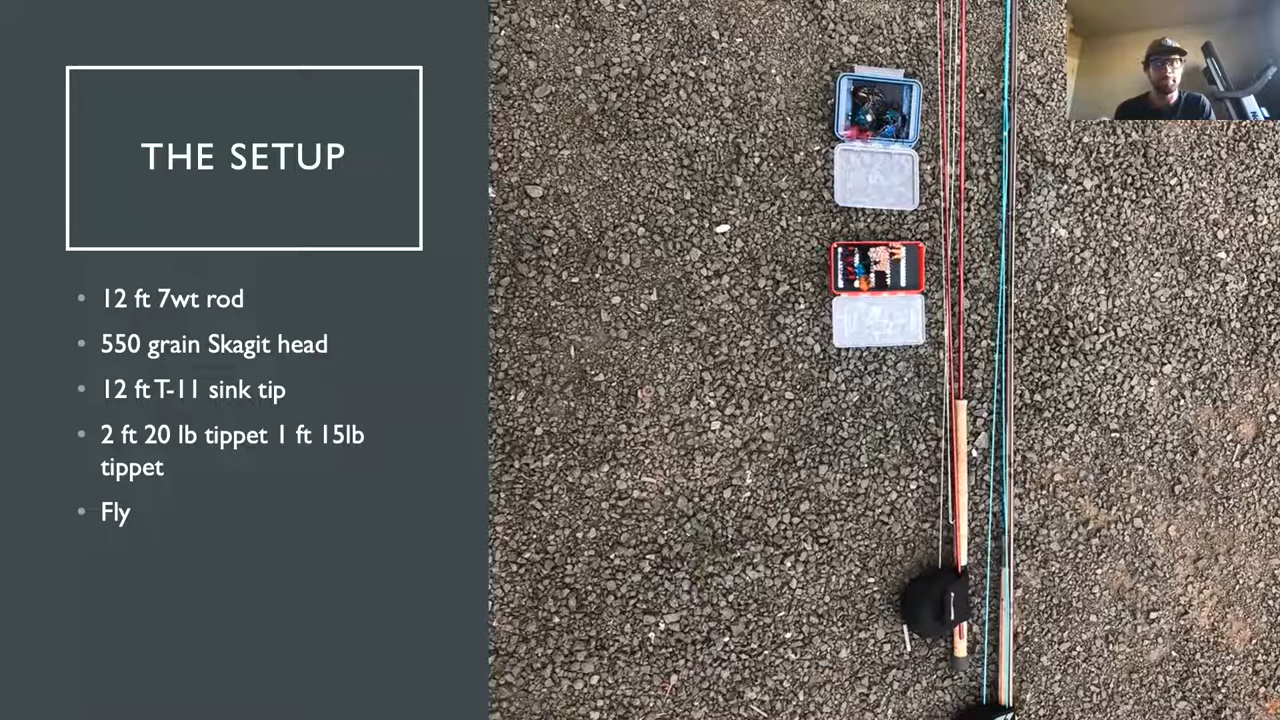 THE SETUP
• 12 ft 7wt rod
• 550 grain Skagit head
• 12 ft T-11 sink tip
• 2 ft 20 lb tippet 1 ft 15lb
tippet
• Fly